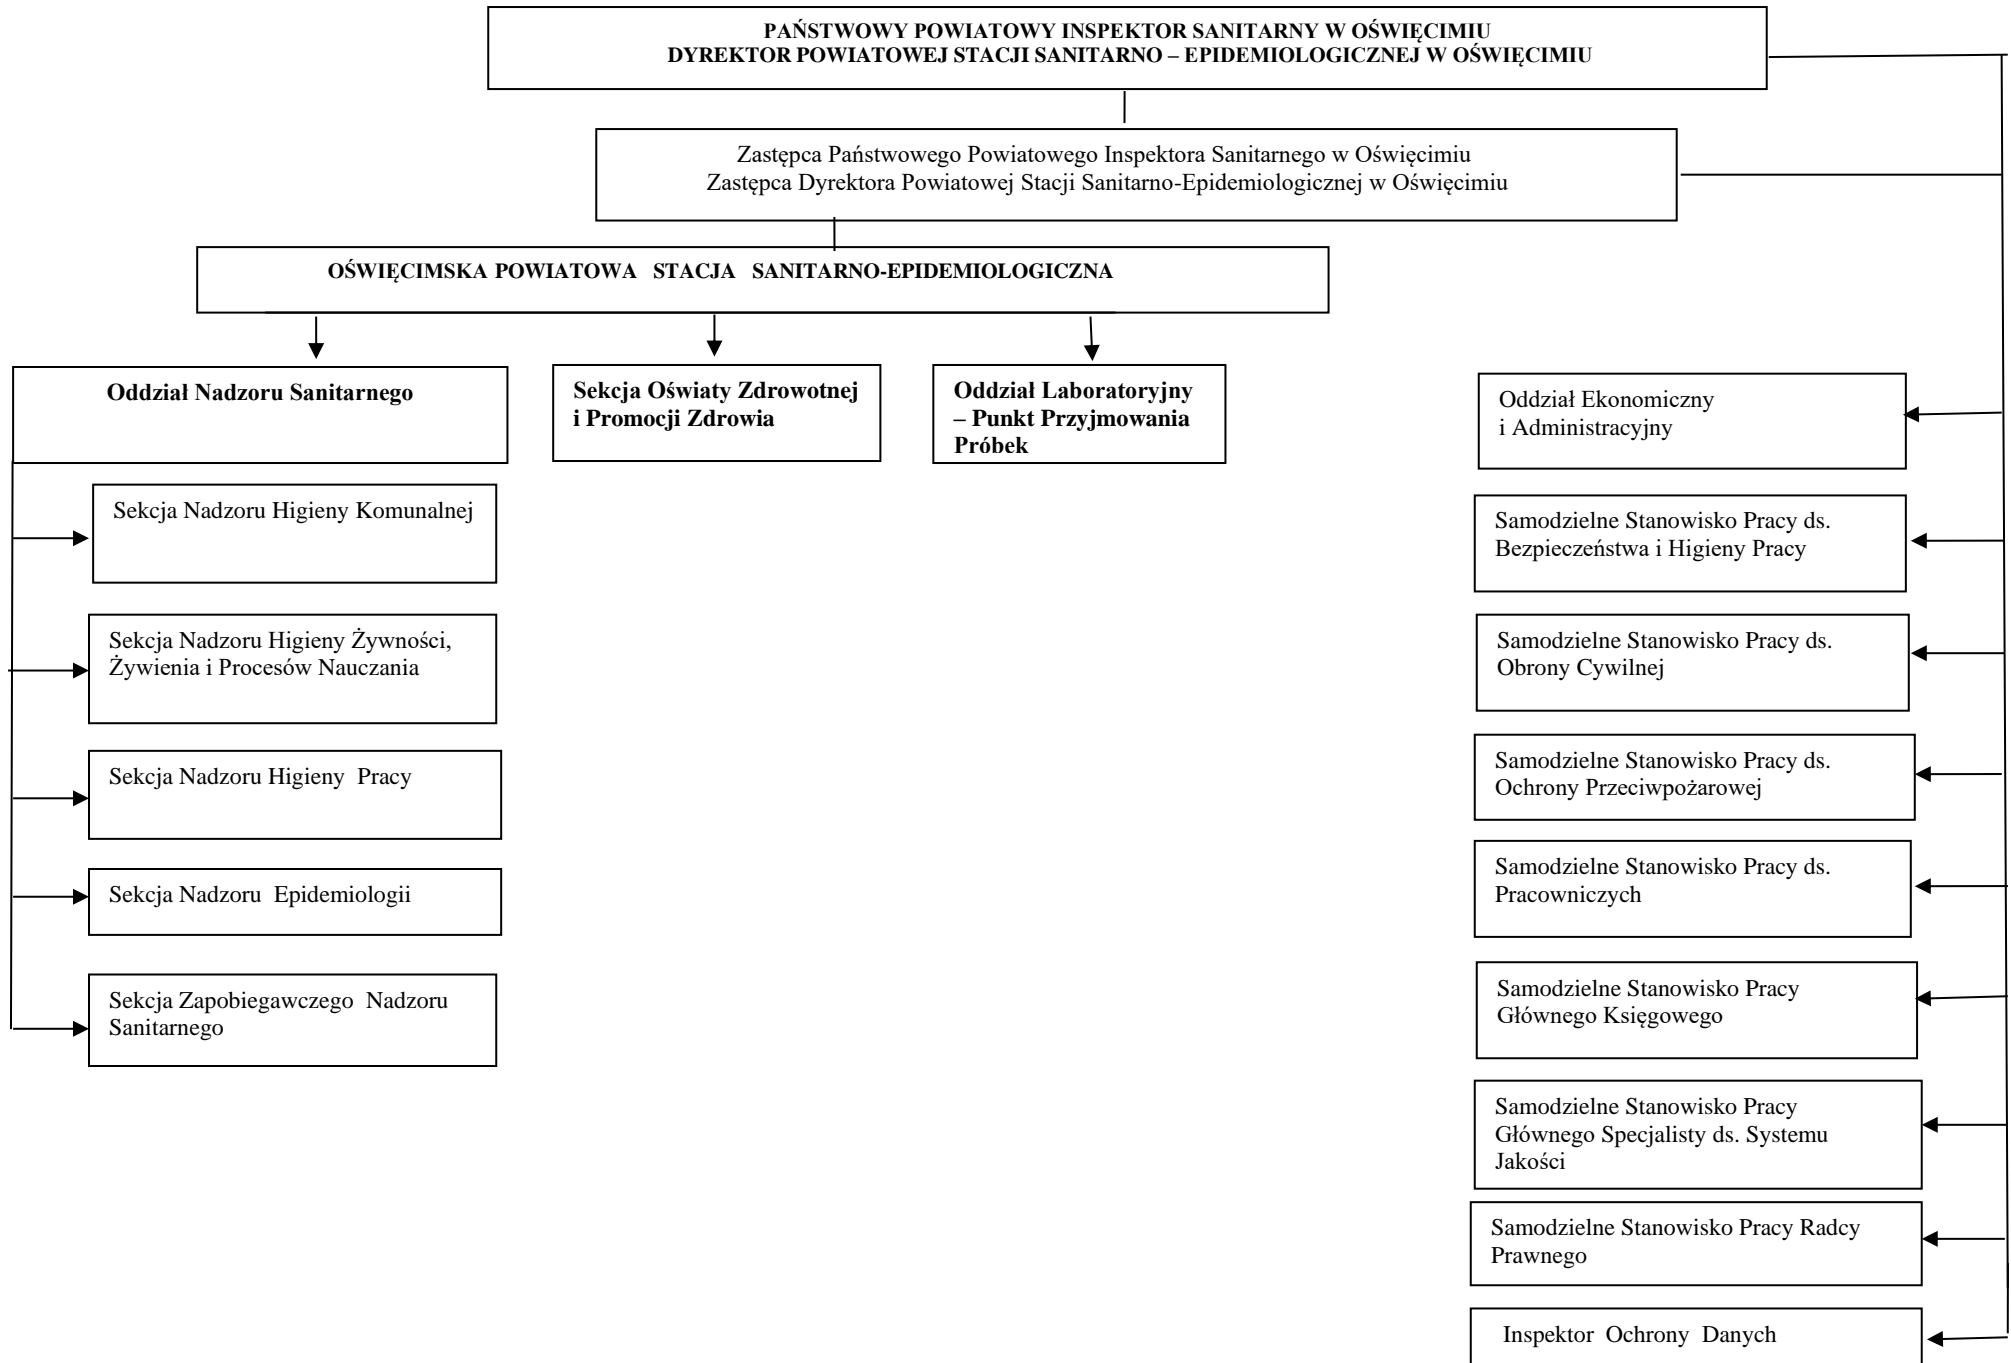 PAŃSTWOWY POWIATOWY INSPEKTOR SANITARNY W OŚWIĘCIMIU
DYREKTOR POWIATOWEJ STACJI SANITARNO – EPIDEMIOLOGICZNEJ W OŚWIĘCIMIU
Zastępca Państwowego Powiatowego Inspektora Sanitarnego w Oświęcimiu
Zastępca Dyrektora Powiatowej Stacji Sanitarno-Epidemiologicznej w Oświęcimiu
OŚWIĘCIMSKA POWIATOWA STACJA SANITARNO-EPIDEMIOLOGICZNA
Oddział Nadzoru Sanitarnego
Sekcja Oświaty Zdrowotnej
i Promocji Zdrowia
Oddział Laboratoryjny
– Punkt Przyjmowania
Próbek
Sekcja Nadzoru Higieny Komunalnej
Sekcja Nadzoru Higieny Żywności,
Żywienia i Procesów Nauczania
Sekcja Nadzoru Higieny Pracy
Sekcja Nadzoru Epidemiologii
Sekcja Zapobiegawczego Nadzoru
Sanitarnego
Oddział Ekonomiczny
i Administracyjny
Samodzielne Stanowisko Pracy ds.
Bezpieczeństwa i Higieny Pracy
Samodzielne Stanowisko Pracy ds.
Obrony Cywilnej
Samodzielne Stanowisko Pracy ds.
Ochrony Przeciwpożarowej
Samodzielne Stanowisko Pracy ds.
Pracowniczych
Samodzielne Stanowisko Pracy
Głównego Księgowego
Samodzielne Stanowisko Pracy
Głównego Specjalisty ds. Systemu
Jakości
Samodzielne Stanowisko Pracy Radcy
Prawnego
Inspektor Ochrony Danych